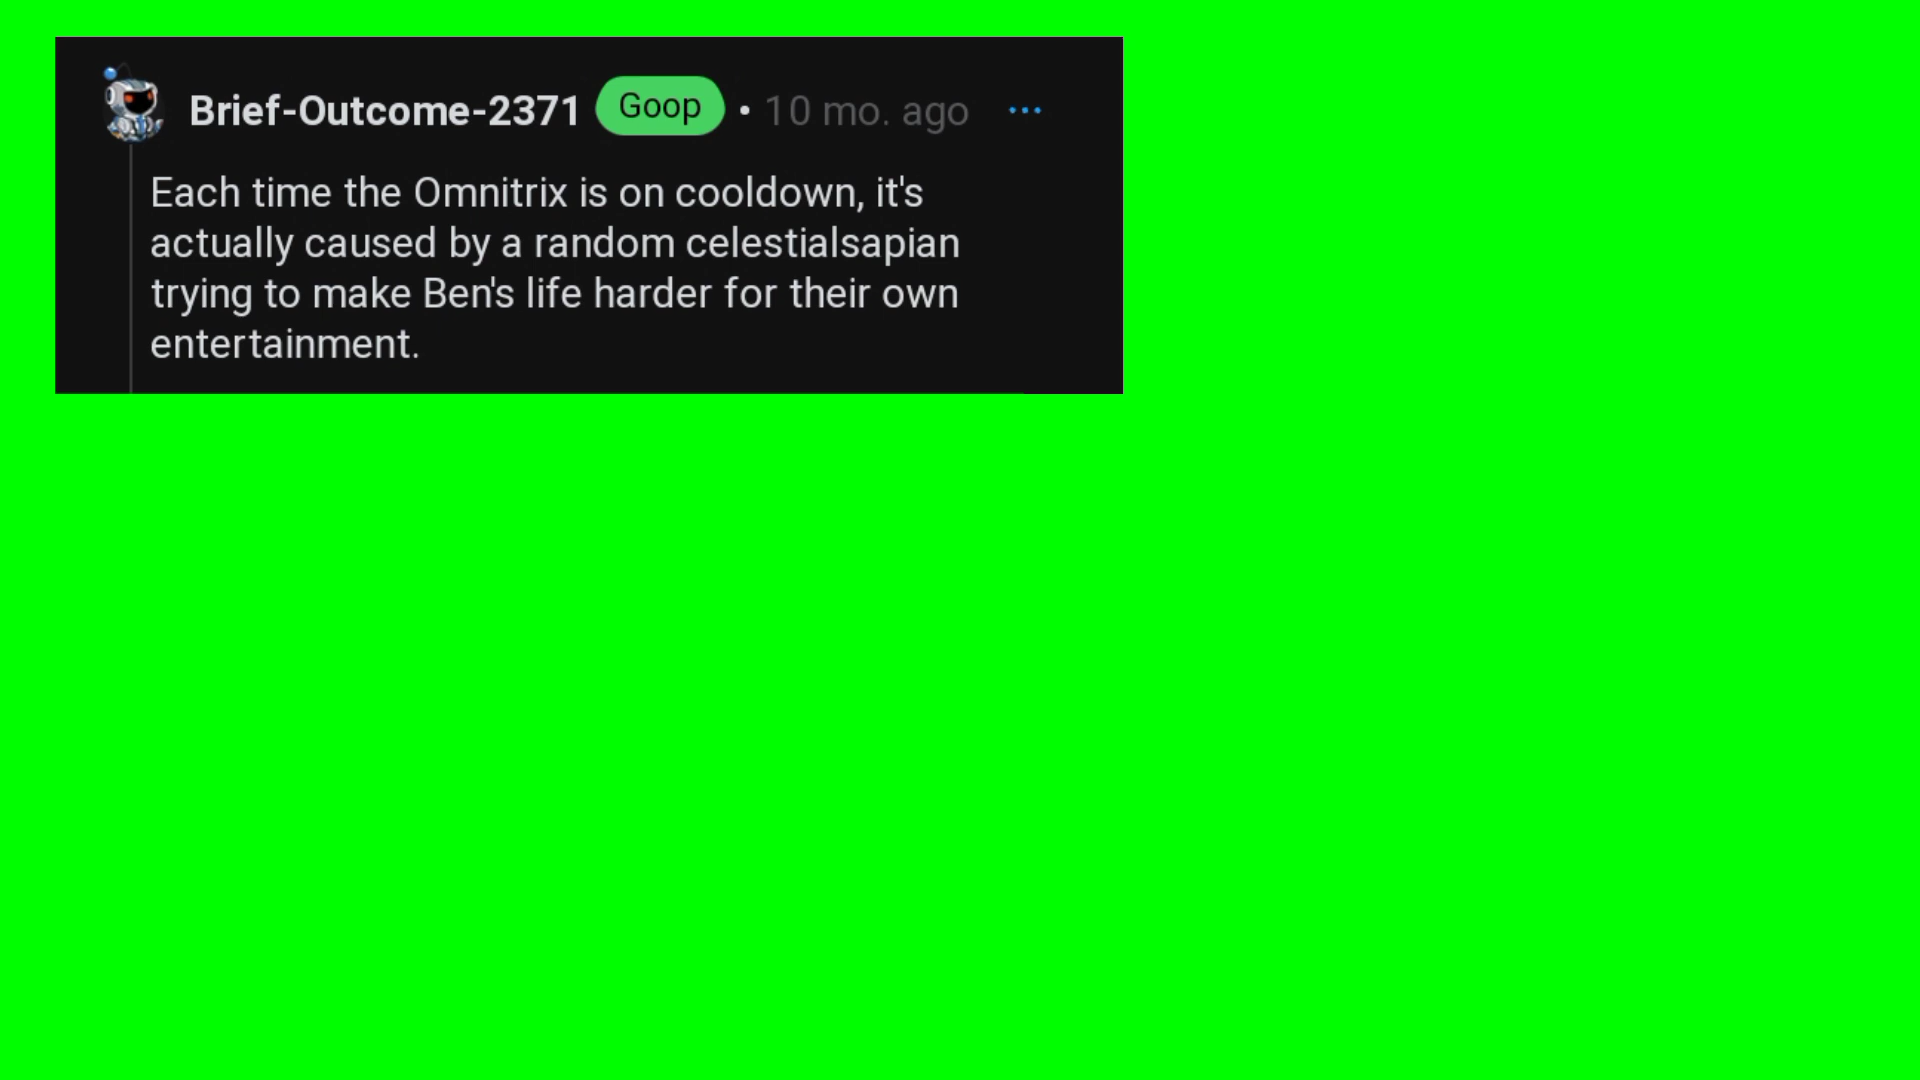 Brief-Outcome-2371 Goop • 10 mo. ago ...
Each time the Omnitrix is on cooldown, it's
actually caused by a random celestialsapian
trying to make Ben's life harder for their own
entertainment.